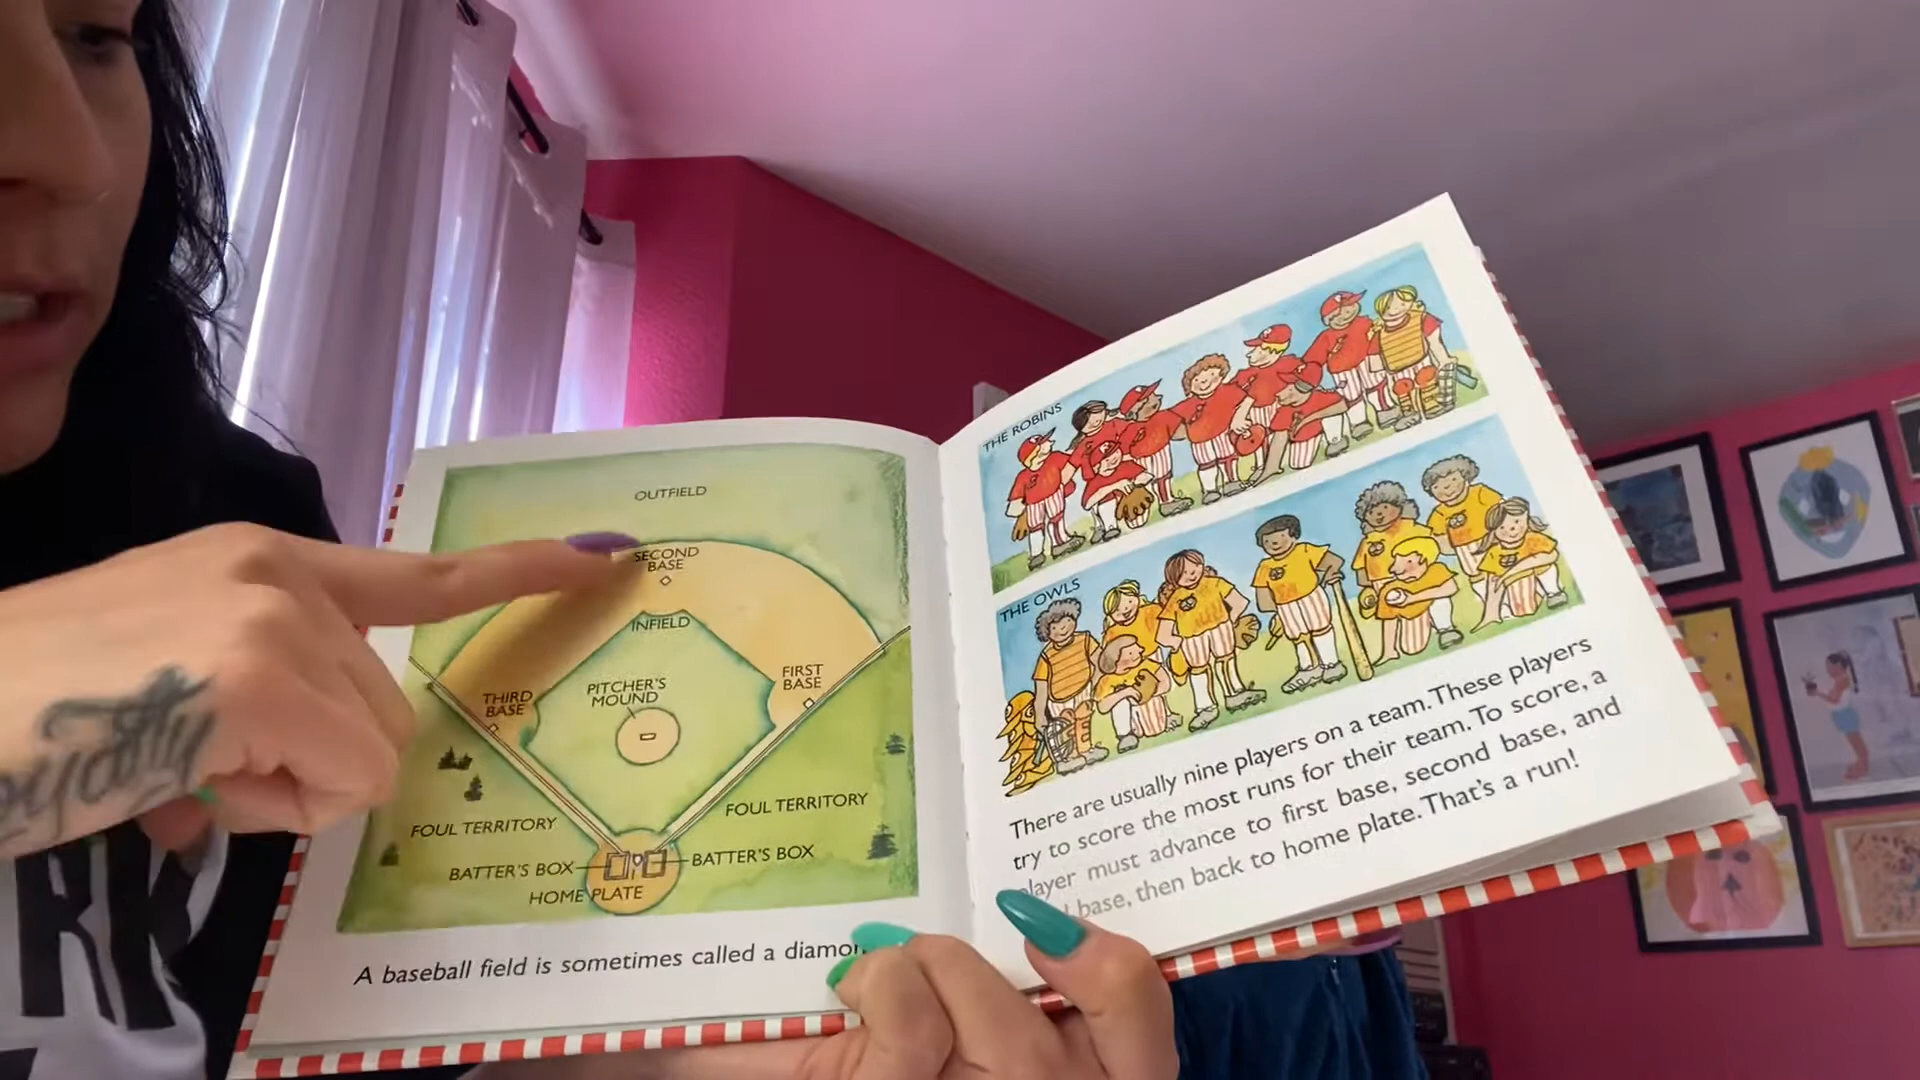 OUTFIELD
SECOND
BASE
INFIELD
PITCHER'S
MOUND
FIRST
BASE
THIRD
BASE
FOUL TERRITORY
FOUL TERRITORY
BATTER'S BOX
BATTER'S BOX
HOME PLATE
A baseball field is sometimes called a
THE ROBINS
THE OWLS
There are usually nine players on a team. These players
try to score the most runs for their team. To score, a
player must advance to first base, second base, and
base, then back to home plate. That's a run!